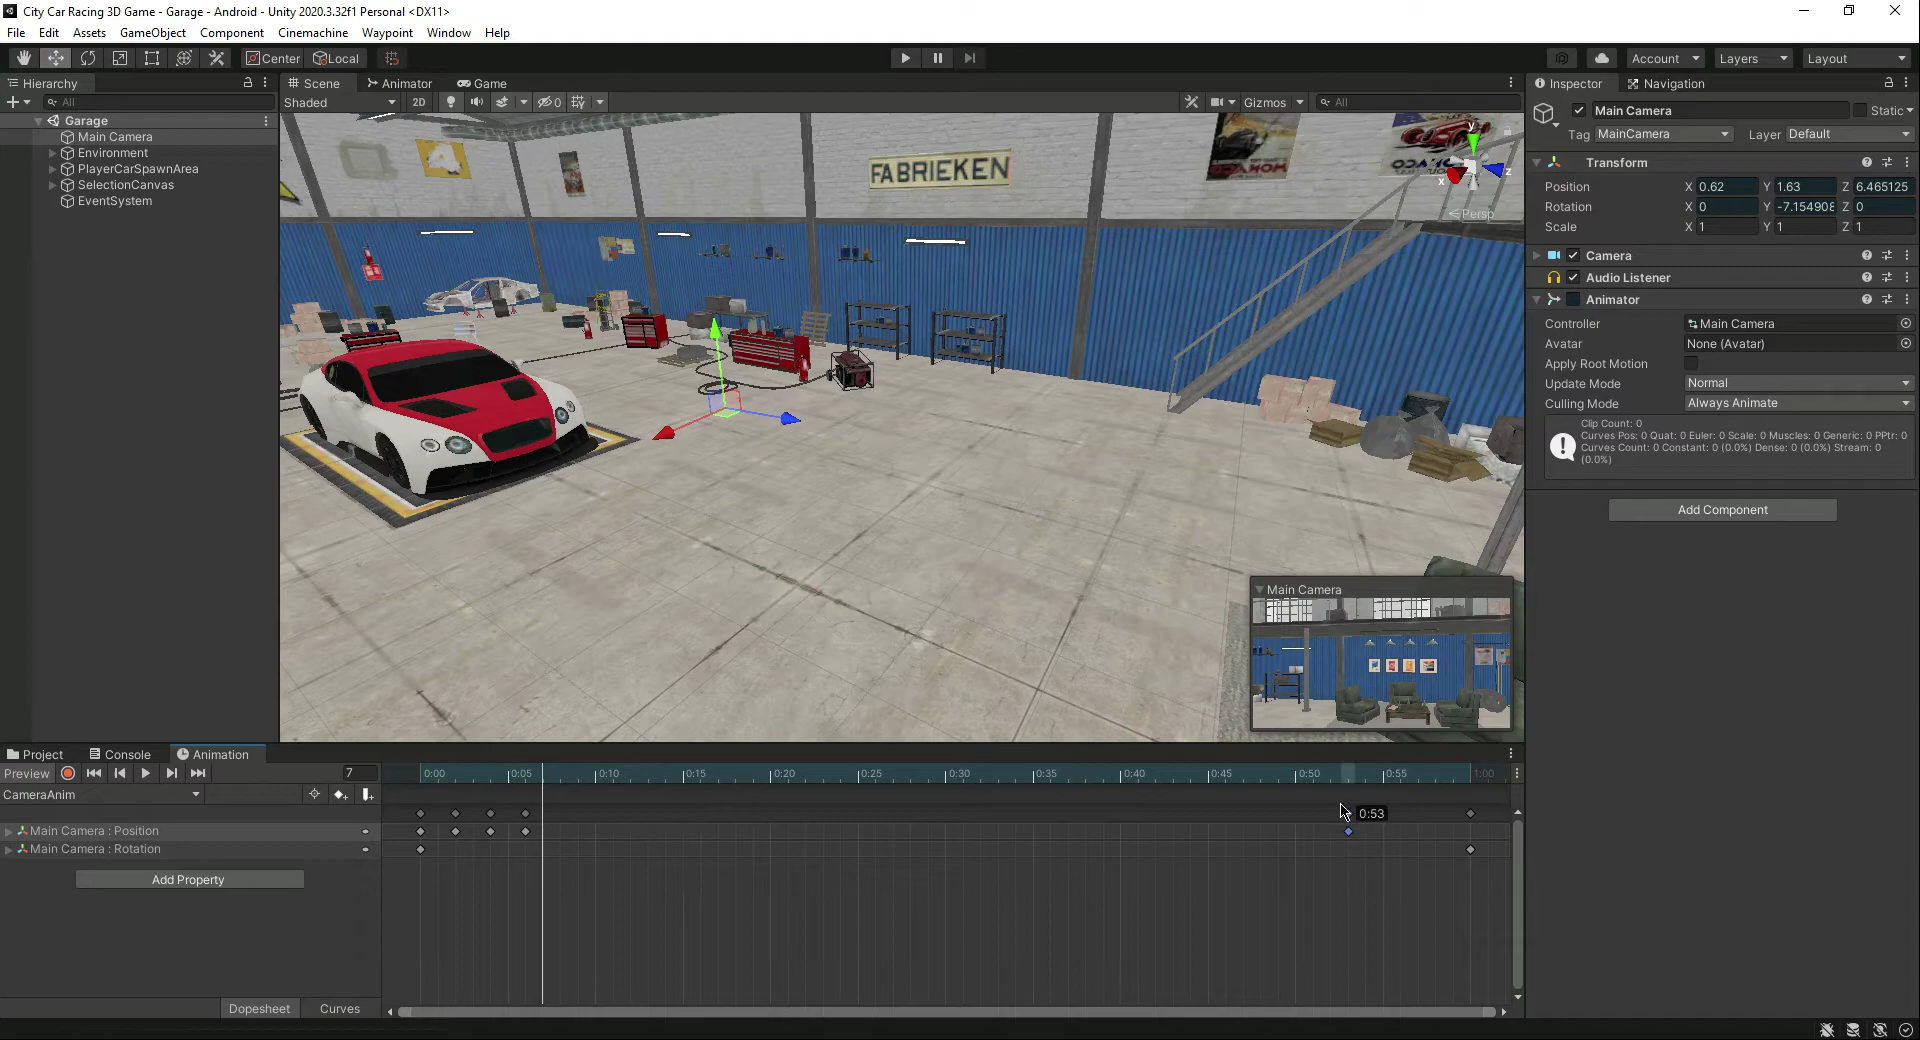 City Car Racing 3D Game - Garage - Android - Unity 2020.3.32f1 Personal <DX11>
File Edit Assets GameObject Component Cinemachine Waypoint Window Help
Center Local Account Layers Layout
Hierarchy Scene Animator Game Inspector Navigation
All Shaded 2D 0 Gizmos All
Main Camera Static
Tag MainCamera Layer Default
Garage
Main Camera
Environment
PlayerCarSpawnArea
SelectionCanvas
EventSystem
4
FABRIEKEN
MONACO
MONACO
y
x
z
Persp
Transform
Position X 0.62 Y 1.63 Z 6.465125
Rotation X 0 Y -7.154908 Z 0
Scale X 1 Y 1 Z 1
Camera
Audio Listener
Animator
Controller Main Camera
Avatar None (Avatar)
Apply Root Motion
Update Mode Normal
Culling Mode Always Animate
Clip Count: 0
Curves Pos: 0 Quat: 0 Euler: 0 Scale: 0 Muscles: 0 Generic: 0 PPtr: 0
Curves Count: 0 Constant: 0 (0.0%) Dense: 0 (0.0%) Stream: 0
(0.0%)
Add Component
Main Camera
Project Console Animation
Preview 7 0:00 0:05 0:10 0:15 0:20 0:25 0:30 0:35 0:40 0:45 0:50 0:55 1:00
CameraAnim
0:53
Main Camera : Position
Main Camera : Rotation
Add Property
Dopesheet Curves